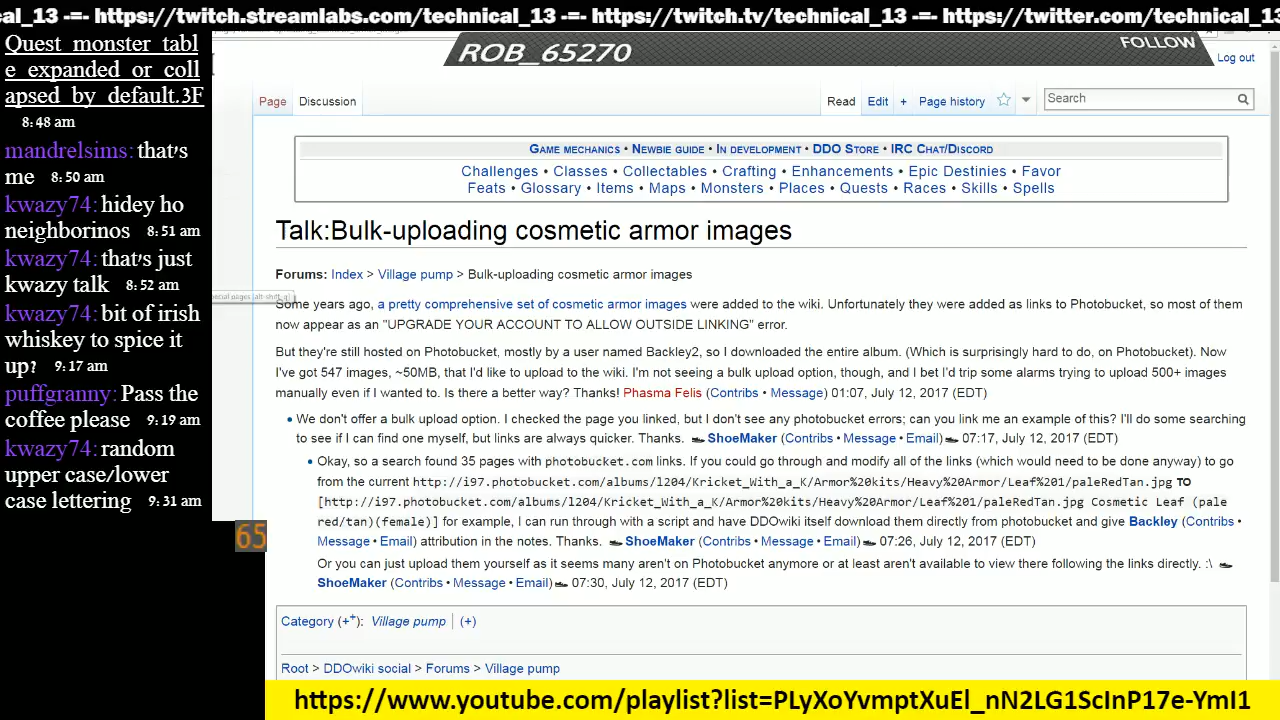 al_13 -=- https://twitch.streamlabs.com/technical_13 -=- https://twitch.tv/technical_13 -=- https://twitter.com/technical_13
Quest_monster_tabl
e_expanded_or_coll
apsed_by_default.3F
8:48 am
mandrelsims: that's
me 8:50 am
kwazy74: hidey ho
neighborinos 8:51 am
kwazy74: that's just
kwazy talk 8:52 am
kwazy74: bit of irish
whiskey to spice it
up? 9:17 am
puffgranny: Pass the
coffee please 9:19 am
kwazy74: random
upper case/lower
case lettering 9:31 am
65
ROB_65270
FOLLOW
Log out
Page Discussion
Read Edit + Page history
Search
Game mechanics • Newbie guide • In development • DDO Store • IRC Chat/Discord
Challenges • Classes • Collectables • Crafting • Enhancements • Epic Destinies • Favor
Feats • Glossary • Items • Maps • Monsters • Places • Quests • Races • Skills • Spells
Talk:Bulk-uploading cosmetic armor images
Forums: Index > Village pump > Bulk-uploading cosmetic armor images
Some years ago, a pretty comprehensive set of cosmetic armor images were added to the wiki. Unfortunately they were added as links to Photobucket, so most of them
now appear as an "UPGRADE YOUR ACCOUNT TO ALLOW OUTSIDE LINKING" error.
But they're still hosted on Photobucket, mostly by a user named Backley2, so I downloaded the entire album. (Which is surprisingly hard to do, on Photobucket). Now
I've got 547 images, ~50MB, that I'd like to upload to the wiki. I'm not seeing a bulk upload option, though, and I bet I'd trip some alarms trying to upload 500+ images
manually even if I wanted to. Is there a better way? Thanks! Phasma Felis (Contribs • Message) 01:07, July 12, 2017 (EDT)
• We don't offer a bulk upload option. I checked the page you linked, but I don't see any photobucket errors; can you link me an example of this? I'll do some searching
to see if I can find one myself, but links are always quicker. Thanks. ShoeMaker (Contribs • Message • Email) 07:17, July 12, 2017 (EDT)
• Okay, so a search found 35 pages with photobucket.com links. If you could go through and modify all of the links (which would need to be done anyway) to go
from the current http://i97.photobucket.com/albums/l204/Kricket_With_a_K/Armor%20kits/Heavy%20Armor/Leaf%201/paleRedTan.jpg TO
[http://i97.photobucket.com/albums/l204/Kricket_With_a_K/Armor%20kits/Heavy%20Armor/Leaf%201/paleRedTan.jpg Cosmetic Leaf (pale
red/tan)(female)] for example, I can run through with a script and have DDOwiki itself download them directly from photobucket and give Backley (Contribs •
Message • Email) attribution in the notes. Thanks. ShoeMaker (Contribs • Message • Email) 07:26, July 12, 2017 (EDT)
Or you can just upload them yourself as it seems many aren't on Photobucket anymore or at least aren't available to view there following the links directly. :\
ShoeMaker (Contribs • Message • Email) 07:30, July 12, 2017 (EDT)
Category (+⁺): Village pump (+)
Root > DDOwiki social > Forums > Village pump
https://www.youtube.com/playlist?list=PLyXoYvmptXuEl_nN2LG1ScInP17e-YmI1